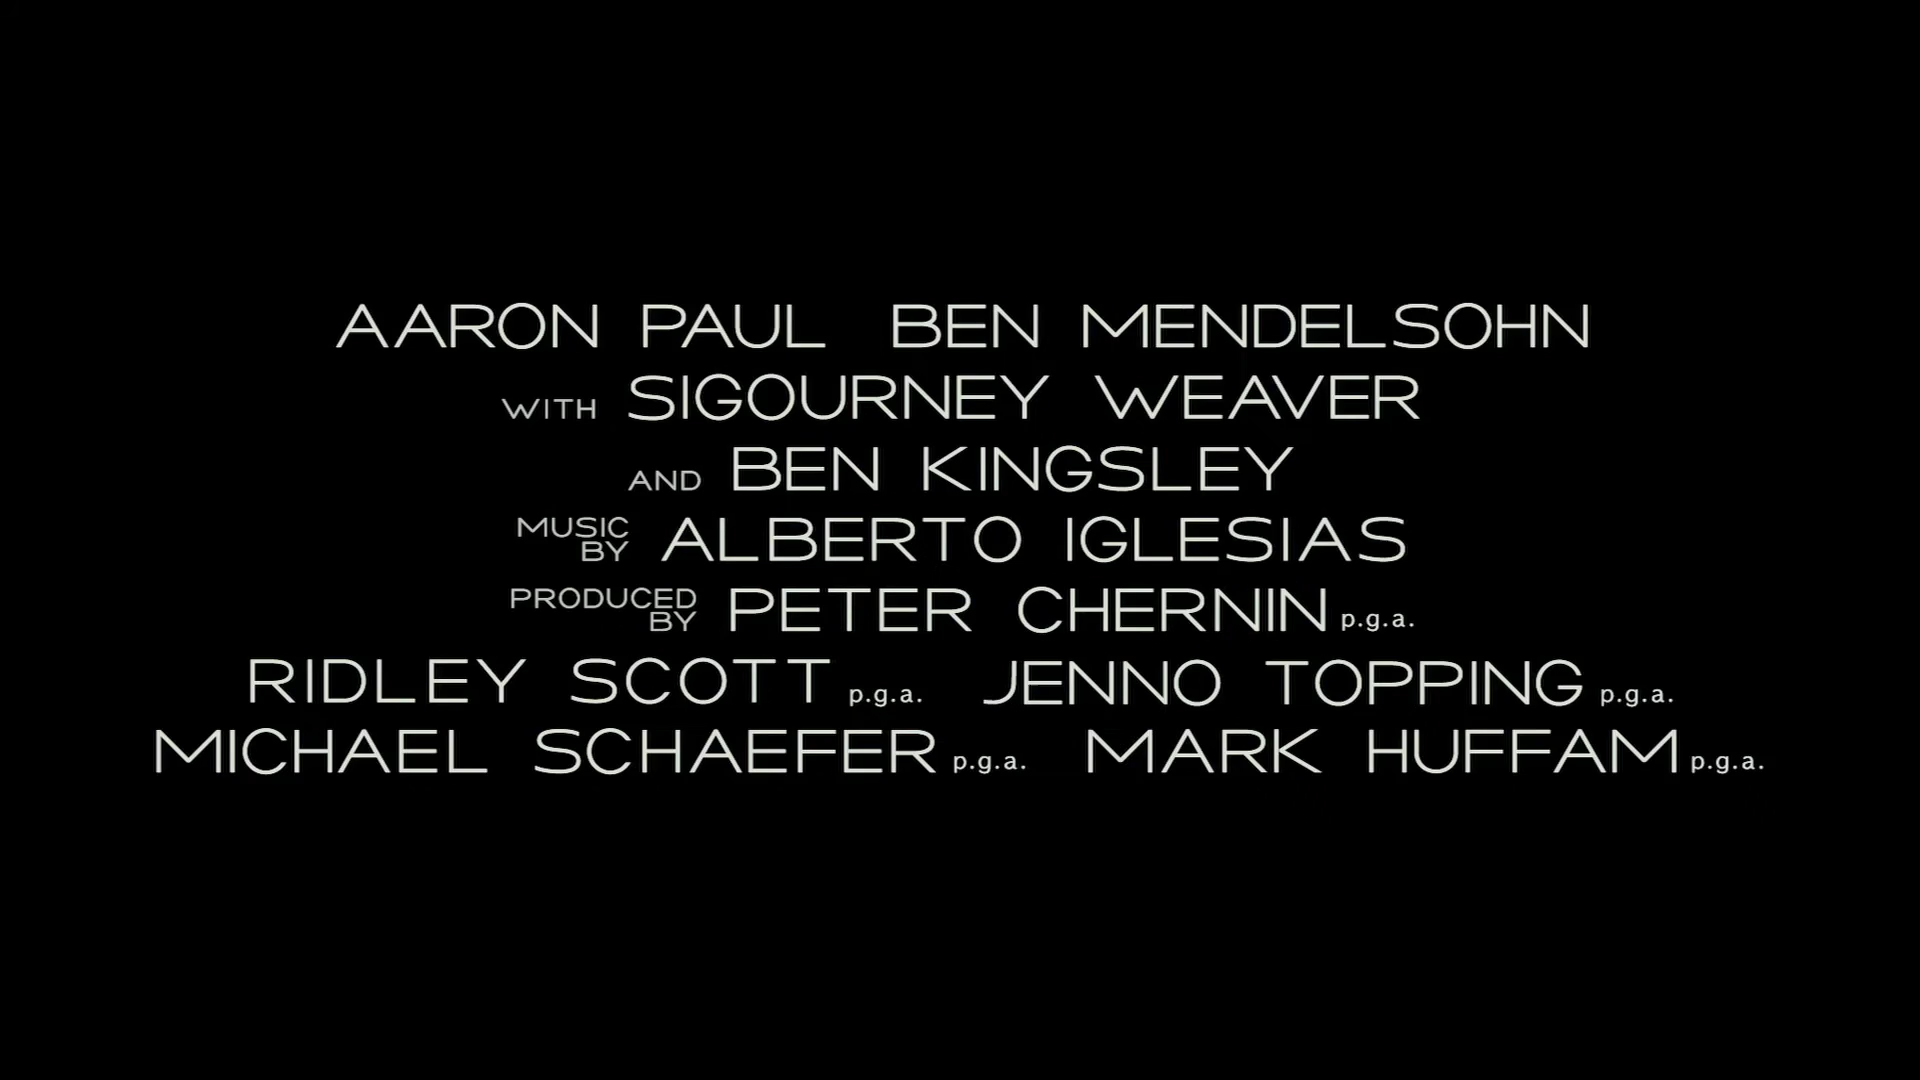 AARON PAUL BEN MENDELSOHN
WITH SIGOURNEY WEAVER
AND BEN KINGSLEY
MUSIC BY ALBERTO IGLESIAS
PRODUCED BY PETER CHERNIN p.g.a.
RIDLEY SCOTT p.g.a. JENNO TOPPING p.g.a.
MICHAEL SCHAEFER p.g.a. MARK HUFFAM p.g.a.